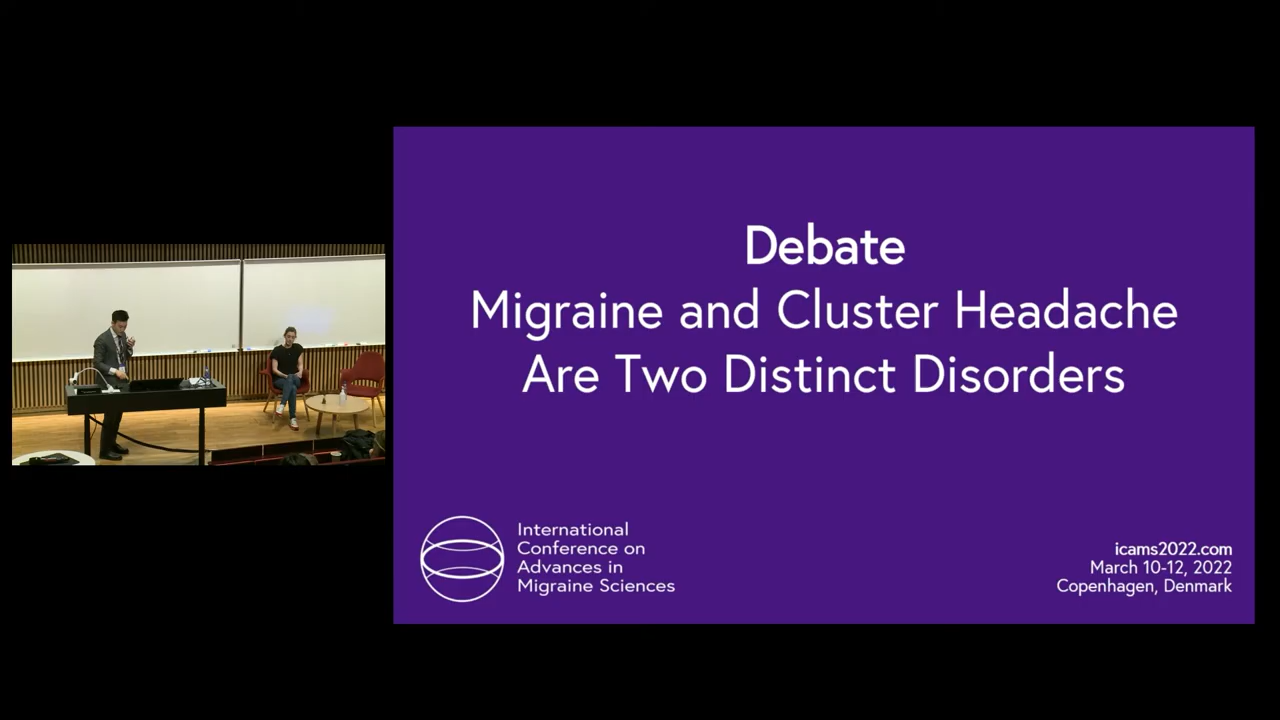 Debate
Migraine and Cluster Headache
Are Two Distinct Disorders
International
Conference on
Advances in
Migraine Sciences
icams2022.com
March 10-12, 2022
Copenhagen, Denmark